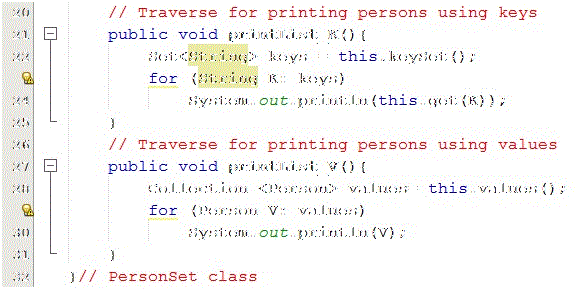 20 // Traverse for printing persons using keys
21 public void printList_K(){
22 Set<String> keys = this.keySet();
for (String K: keys)
24 System.out.println(this.get(K));
25 }
26 // Traverse for printing persons using values
27 public void printList_V(){
28 Collection <Person> values= this.values();
for (Person V: values)
30 System.out.println(V);
31 }
32 }// PersonSet class